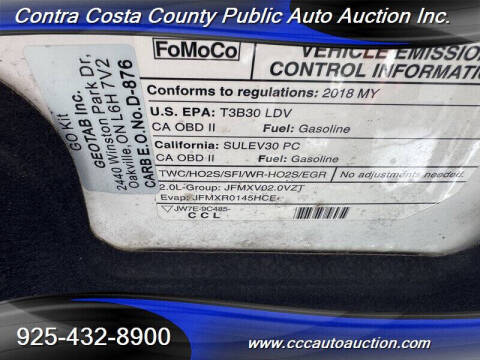 Contra Costa County Public Auto Auction Inc.
GO Kit
GEOTAB Inc.
2440 Winston Park Dr,
Oakville, ON L6H 7V2
CARB E.O.No. D-876
FoMoCo
VEHICLE EMISSION
CONTROL INFORMAT
Conforms to regulations: 2018 MY
U.S. EPA: T3B30 LDV
CA OBD II Fuel: Gasoline
California: SULEV30 PC
CA OBD II Fuel: Gasoline
TWC/HO2S/SFI/WR-HO2S/EGR No adjustments needed.
2.0L-Group: JFMXV02.0VZT
Evap: JFMXR0145HCE
JW7E-9C485-
CCL
925-432-8900
www.cccautoauction.com